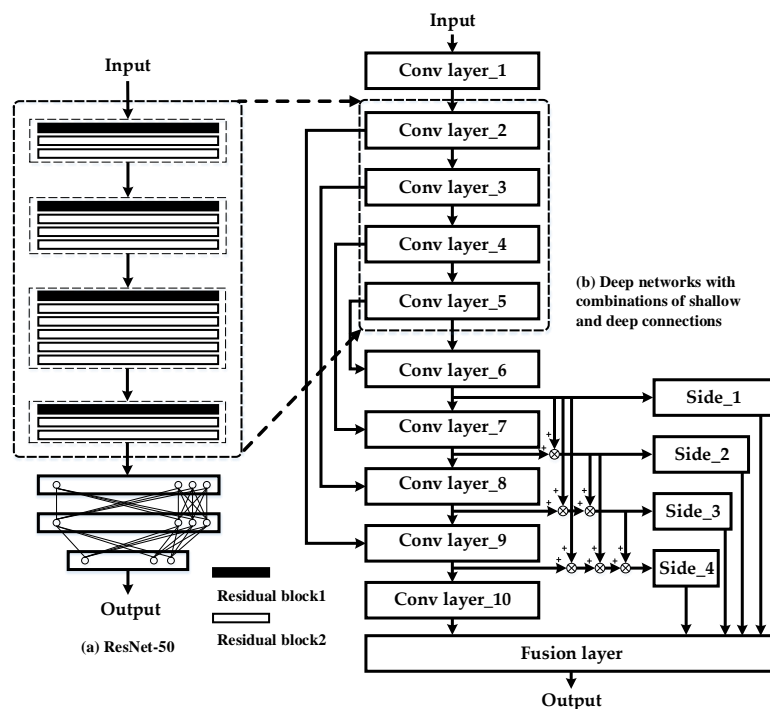 Input
Output
Residual block1
Residual block2
(a) ResNet-50
Input
Conv layer_1
Conv layer_2
Conv layer_3
Conv layer_4
Conv layer_5
Conv layer_6
Conv layer_7
Conv layer_8
Conv layer_9
Conv layer_10
(b) Deep networks with
combinations of shallow
and deep connections
Side_1
Side_2
Side_3
Side_4
+ +
+
+ + +
+ +
+ + +
+ + +
Fusion layer
Output